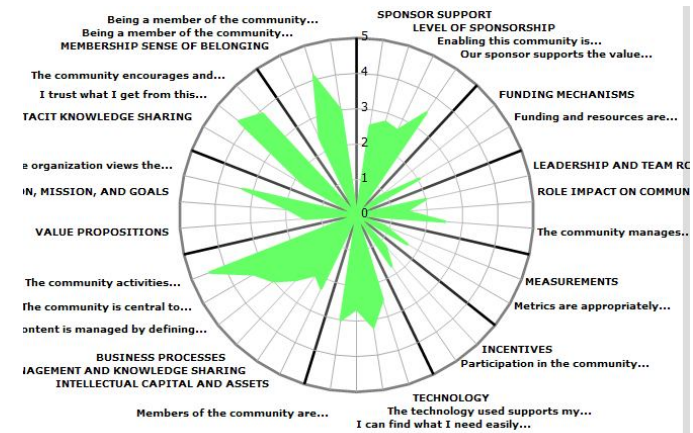 Being a member of the community...
Being a member of the community...
MEMBERSHIP SENSE OF BELONGING
The community encourages and...
I trust what I get from this...
TACIT KNOWLEDGE SHARING
e organization views the...
ON, MISSION, AND GOALS
VALUE PROPOSITIONS
The community activities...
The community is central to...
ontent is managed by defining...
BUSINESS PROCESSES
NAGEMENT AND KNOWLEDGE SHARING
INTELLECTUAL CAPITAL AND ASSETS
Members of the community are...
SPONSOR SUPPORT
LEVEL OF SPONSORSHIP
Enabling this community is...
Our sponsor supports the value...
FUNDING MECHANISMS
Funding and resources are...
LEADERSHIP AND TEAM RO
ROLE IMPACT ON COMMUN
The community manages...
MEASUREMENTS
Metrics are appropriately...
INCENTIVES
Participation in the community...
TECHNOLOGY
The technology used supports my...
I can find what I need easily...
5
4
3
2
1
0